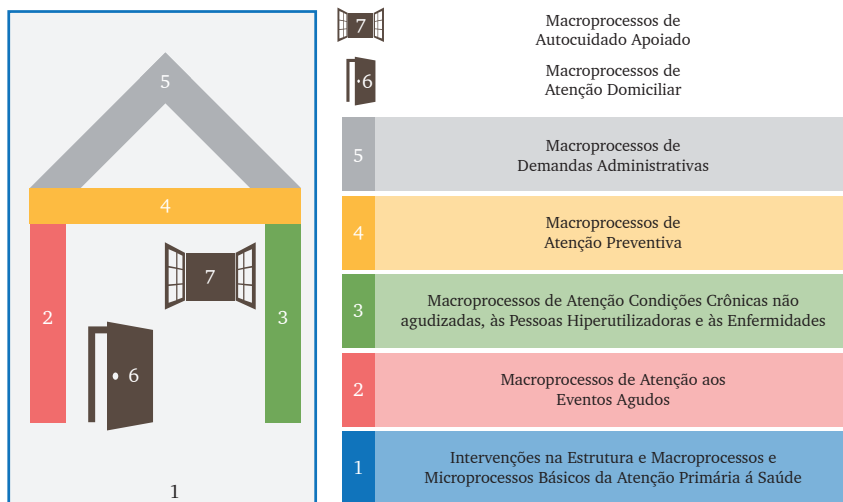 5
4
7
2
3
6
1
7
Macroprocessos de
Autocuidado Apoiado
6
Macroprocessos de
Atenção Domiciliar
5
Macroprocessos de
Demandas Administrativas
4
Macroprocessos de
Atenção Preventiva
3
Macroprocessos de Atenção Condições Crônicas não
agudizadas, às Pessoas Hiperutilizadoras e às Enfermidades
2
Macroprocessos de Atenção aos
Eventos Agudos
1
Intervenções na Estrutura e Macroprocessos e
Microprocessos Básicos da Atenção Primária á Saúde